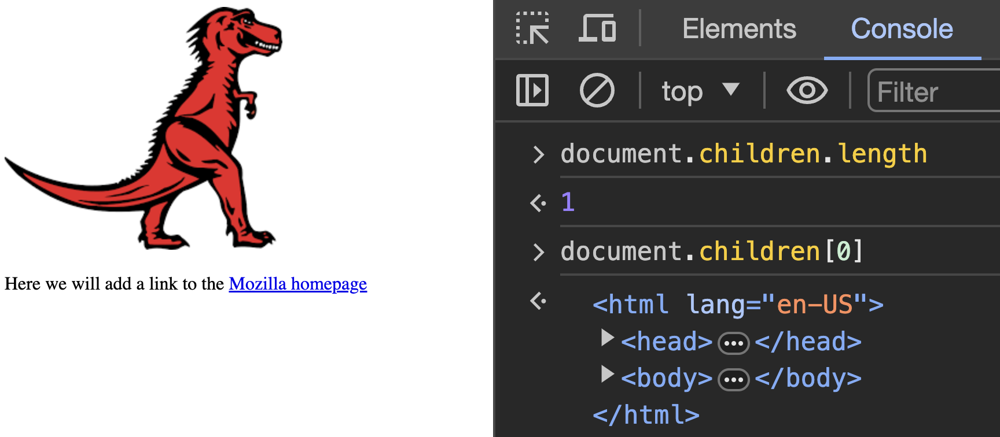 Here we will add a link to the Mozilla homepage
Elements Console
top Filter
document.children.length
1
document.children[0]
<html lang="en-US">
<head>
</head>
<body>
</body>
</html>